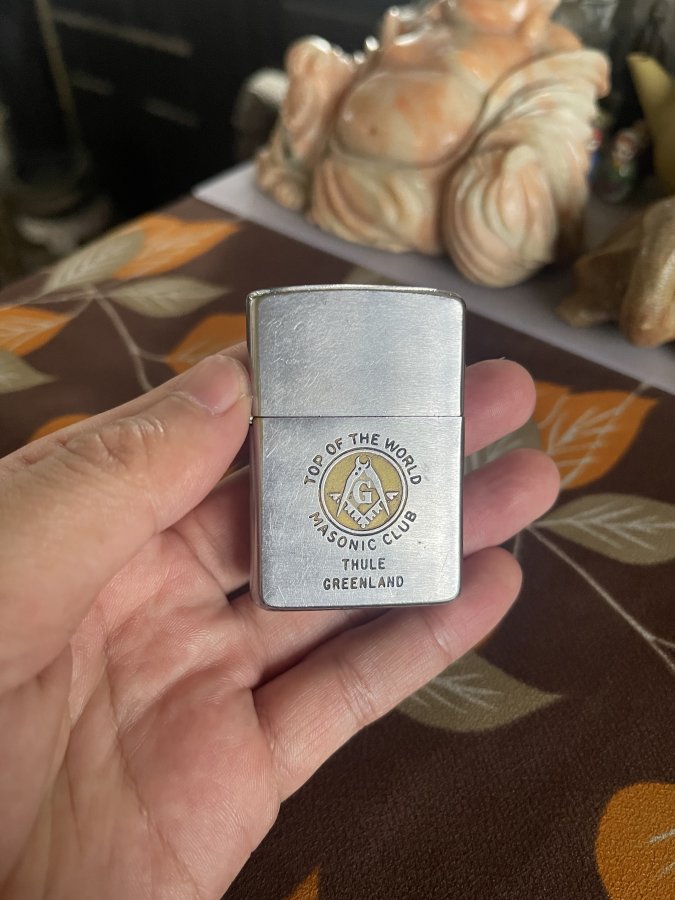 TOP OF THE WORLD
G
MASONIC CLUB
THULE
GREENLAND